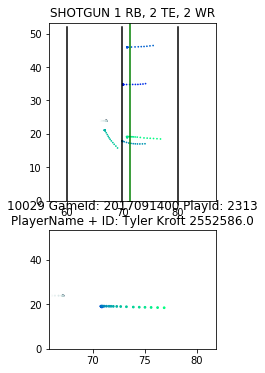 SHOTGUN 1 RB, 2 TE, 2 WR
50
40
30
20
10
0
60 70 80
10029 GameId: 2017091400 PlayId: 2313
PlayerName + ID: Tyler Kroft 2552586.0
40
20
0
70 75 80